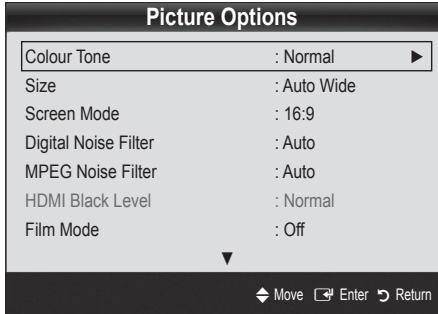 Picture Options
Colour Tone : Normal ►
Size : Auto Wide
Screen Mode : 16:9
Digital Noise Filter : Auto
MPEG Noise Filter : Auto
HDMI Black Level : Normal
Film Mode : Off
▼
Move Enter Return